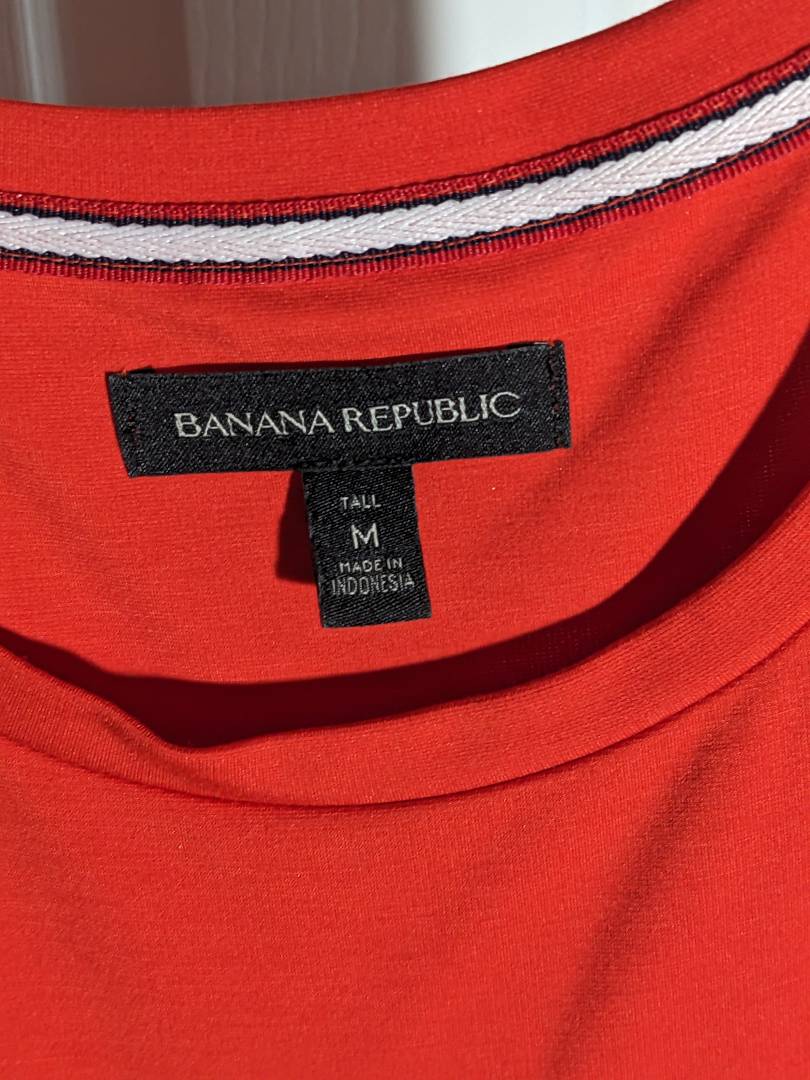 BANANA REPUBLIC
TALL
M
MADE IN
INDONESIA